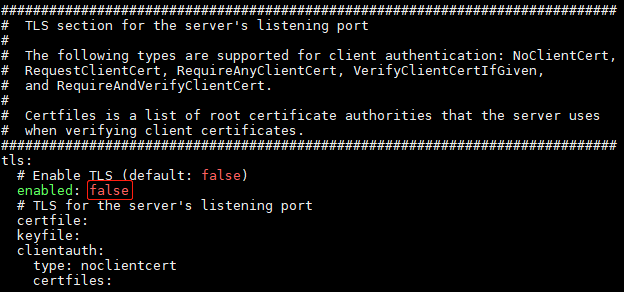 #############################################################################
#  TLS section for the server's listening port
#
#  The following types are supported for client authentication: NoClientCert,
#  RequestClientCert, RequireAnyClientCert, VerifyClientCertIfGiven,
#  and RequireAndVerifyClientCert.
#
#  Certfiles is a list of root certificate authorities that the server uses
#  when verifying client certificates.
#############################################################################
tls:
  # Enable TLS (default: false)
  enabled: false
  # TLS for the server's listening port
  certfile:
  keyfile:
  clientauth:
    type: noclientcert
    certfiles: